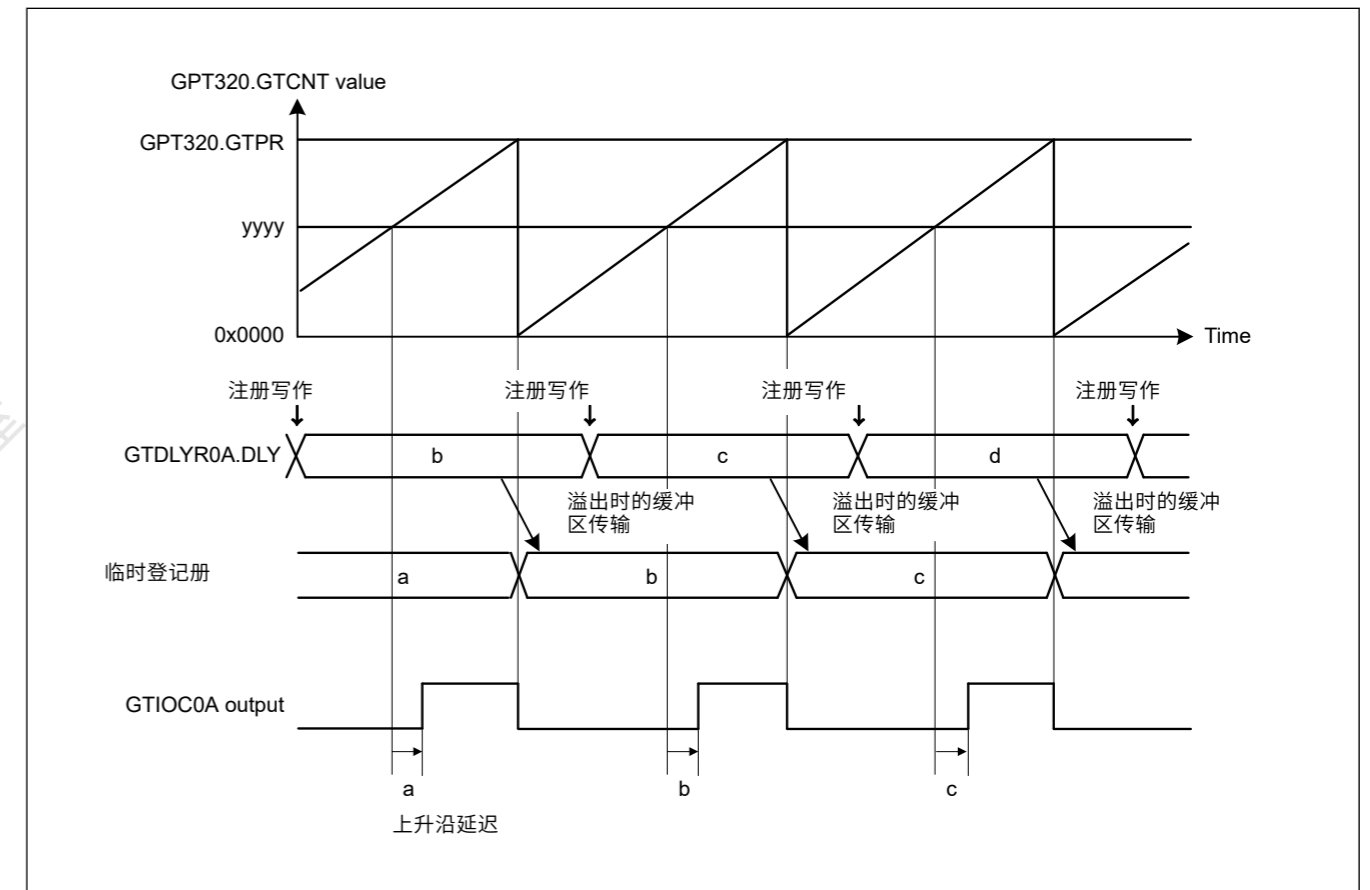 GPT320.GTCNT value
GPT320.GTPR
yyyy
0x0000
Time
注册写作
注册写作
注册写作
注册写作
GTDLYR0A.DLY
b
c
d
溢出时的缓冲
区传输
溢出时的缓冲
区传输
溢出时的缓冲
区传输
临时登记册
a
b
c
GTIOC0A output
a
b
c
上升沿延迟